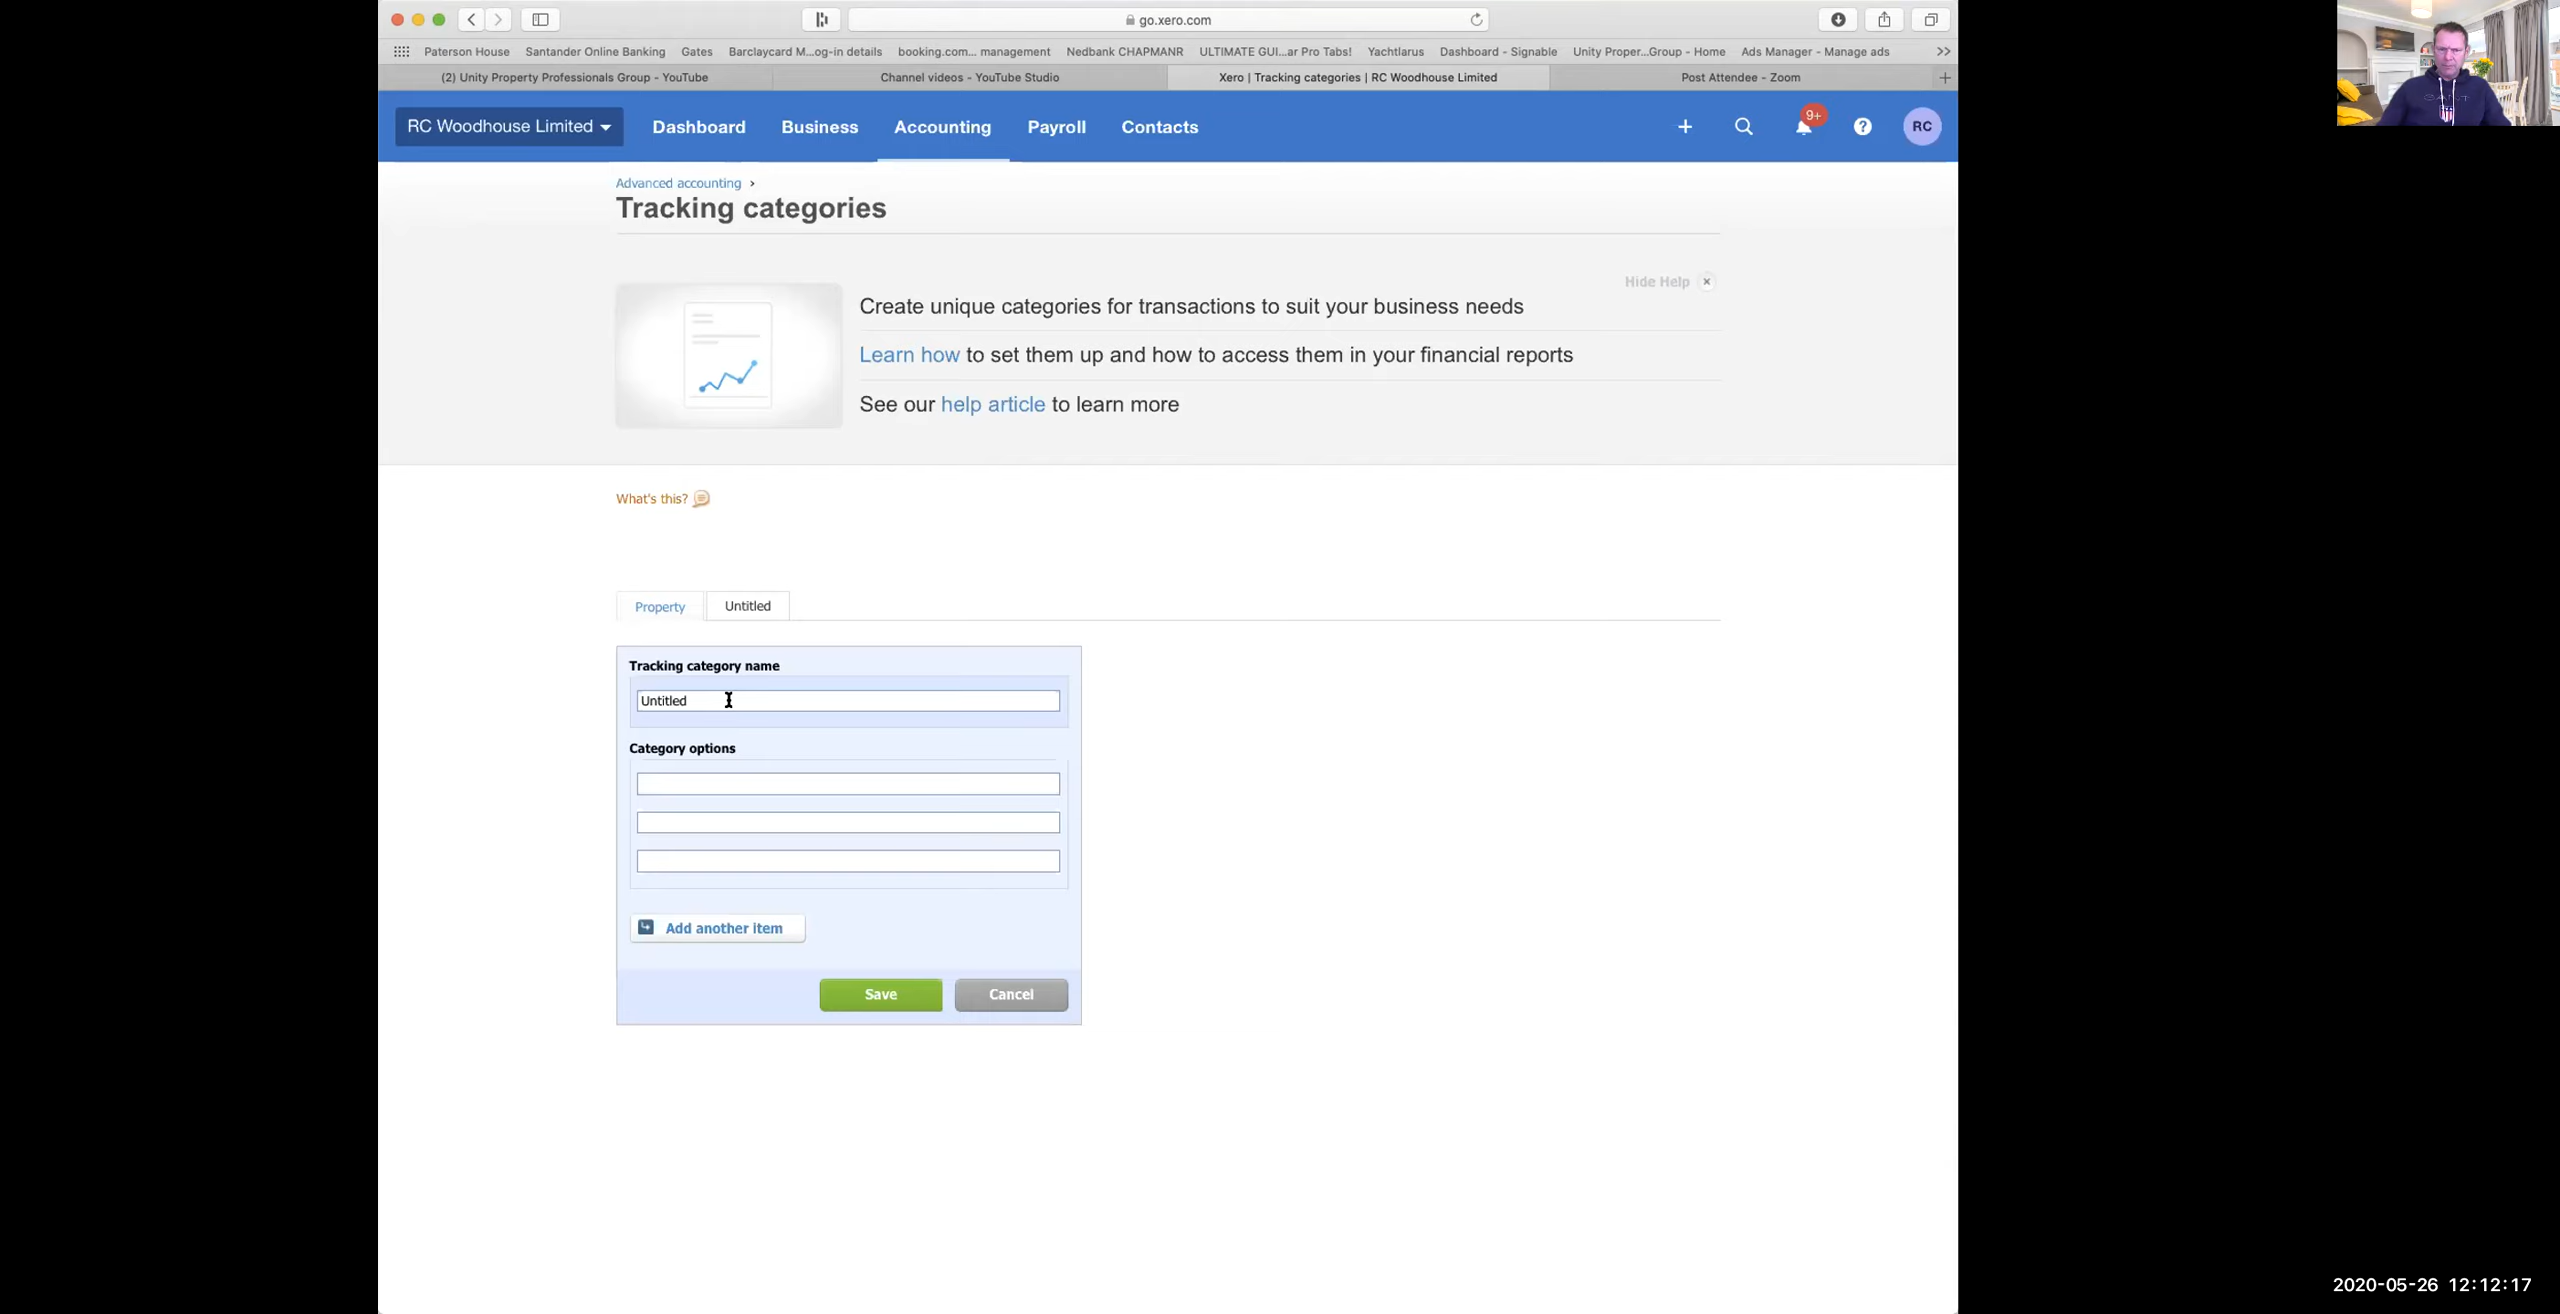 go.xero.com
Paterson House
Santander Online Banking
Gates
Barclaycard M...og-in details
booking.com... management
Nedbank CHAPMANR
ULTIMATE GUI...ar Pro Tabs!
Yachtlarus
Dashboard - Signable
Unity Proper...Group - Home
Ads Manager - Manage ads
>>
(2) Unity Property Professionals Group - YouTube
Channel videos - YouTube Studio
Xero | Tracking categories | RC Woodhouse Limited
Post Attendee - Zoom
RC Woodhouse Limited
Dashboard
Business
Accounting
Payroll
Contacts
9+
RC
Advanced accounting ›
Tracking categories
Hide Help
Create unique categories for transactions to suit your business needs
Learn how to set them up and how to access them in your financial reports
See our help article to learn more
What's this?
Property
Untitled
Tracking category name
Untitled
Category options
Add another item
Save
Cancel
2020-05-26 12:12:17